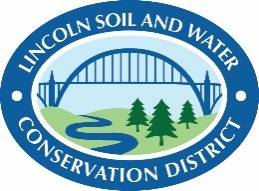 LINCOLN SOIL AND WATER
CONSERVATION DISTRICT